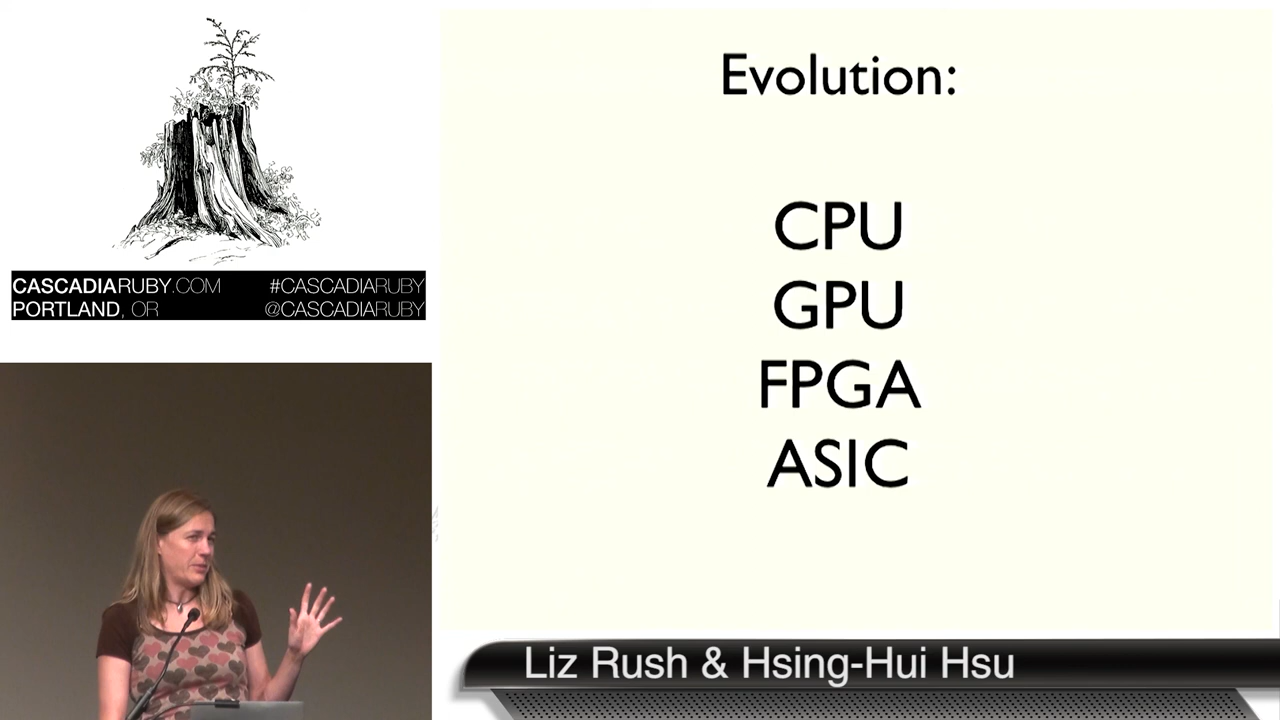 CASCADIARUBY.COM #CASCADIARUBY
PORTLAND, OR @CASCADIARUBY
Evolution:
CPU
GPU
FPGA
ASIC
Liz Rush & Hsing-Hui Hsu